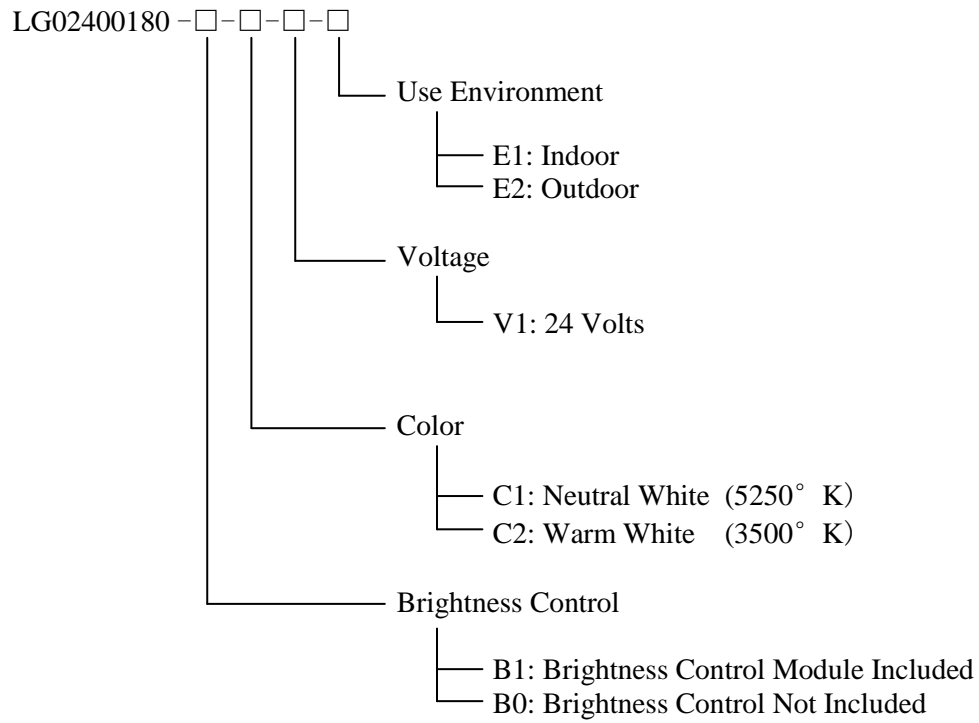 LG02400180 -□-□-□-□
Use Environment
E1: Indoor
E2: Outdoor
Voltage
V1: 24 Volts
Color
C1: Neutral White (5250° K）
C2: Warm White (3500° K）
Brightness Control
B1: Brightness Control Module Included
B0: Brightness Control Not Included